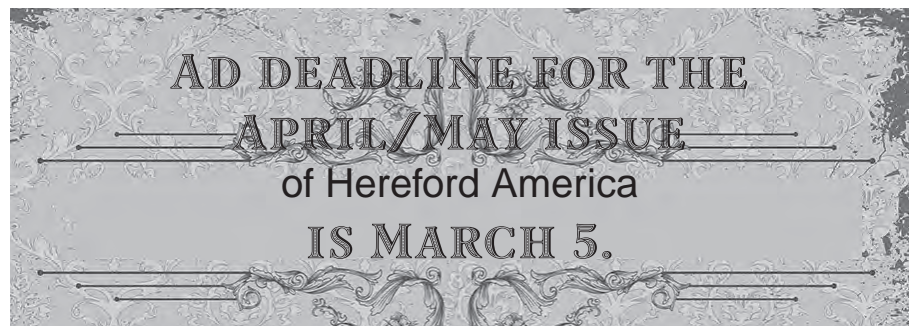 Ad deadline for the
April/May issue
of Hereford America
is March 5.